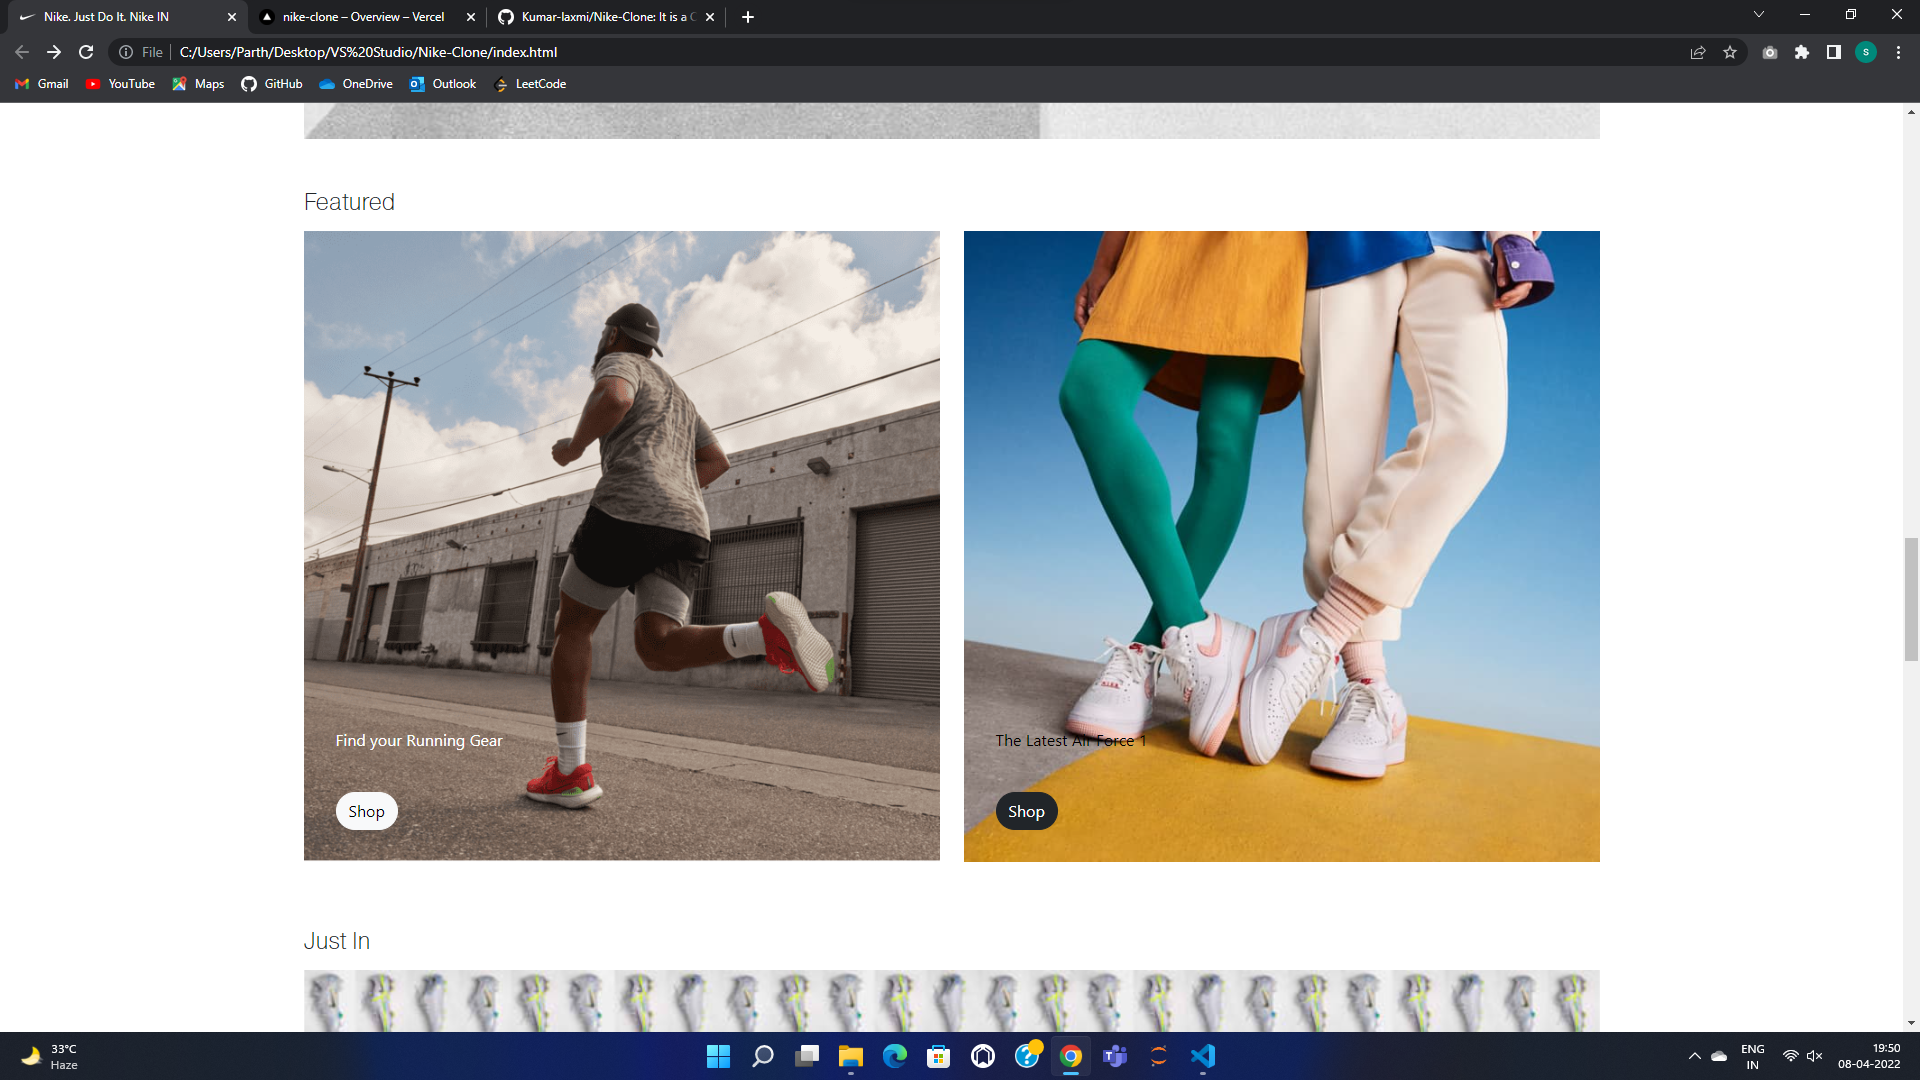 Nike. Just Do It. Nike IN
nike-clone – Overview – Vercel
Kumar-laxmi/Nike-Clone: It is a C
File
C:/Users/Parth/Desktop/VS%20Studio/Nike-Clone/index.html
S
Gmail
YouTube
Maps
GitHub
OneDrive
Outlook
LeetCode
Featured
Find your Running Gear
Shop
The Latest Air Force 1
Shop
Just In
33°C
Haze
ENG
IN
19:50
08-04-2022